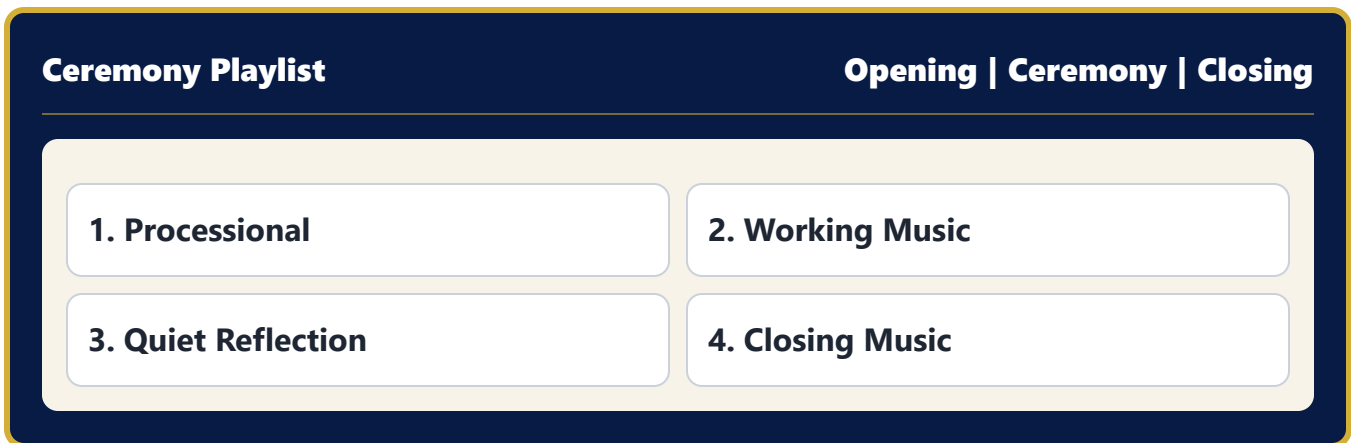 Ceremony Playlist
Opening | Ceremony | Closing
1. Processional
2. Working Music
3. Quiet Reflection
4. Closing Music